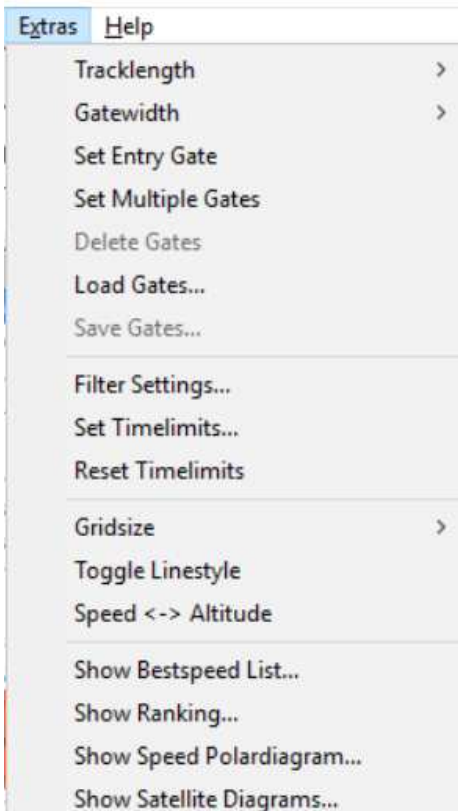 Extras Help
Tracklength
Gatewidth
Set Entry Gate
Set Multiple Gates
Delete Gates
Load Gates...
Save Gates...
Filter Settings...
Set Timelimits...
Reset Timelimits
Gridsize
Toggle Linestyle
Speed <-> Altitude
Show Bestspeed List...
Show Ranking...
Show Speed Polardiagram...
Show Satellite Diagrams...